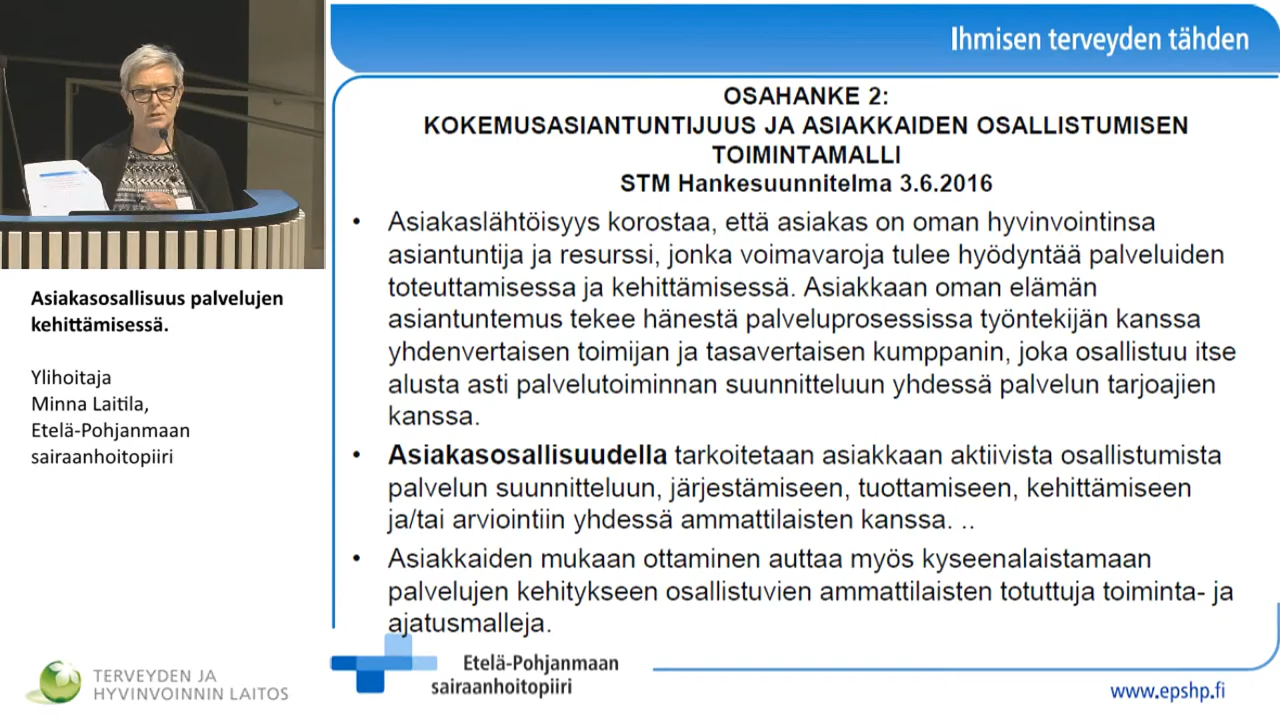 Ihmisen terveyden tähden
OSAHANKE 2:
KOKEMUSASIANTUNTIJUUS JA ASIAKKAIDEN OSALLISTUMISEN
TOIMINTAMALLI
STM Hankesuunnitelma 3.6.2016
• Asiakaslähtöisyys korostaa, että asiakas on oman hyvinvointinsa
asiantuntija ja resurssi, jonka voimavaroja tulee hyödyntää palveluiden
toteuttamisessa ja kehittämisessä. Asiakkaan oman elämän
asiantuntemus tekee hänestä palveluprosessissa työntekijän kanssa
yhdenvertaisen toimijan ja tasavertaisen kumppanin, joka osallistuu itse
alusta asti palvelutoiminnan suunnitteluun yhdessä palvelun tarjoajien
kanssa.
• Asiakasosallisuudella tarkoitetaan asiakkaan aktiivista osallistumista
palvelun suunnitteluun, järjestämiseen, tuottamiseen, kehittämiseen
ja/tai arviointiin yhdessä ammattilaisten kanssa. ..
• Asiakkaiden mukaan ottaminen auttaa myös kyseenalaistamaan
palvelujen kehitykseen osallistuvien ammattilaisten totuttuja toiminta- ja
ajatusmalleja.
Asiakasosallisuus palvelujen
kehittämisessä.
Ylihoitaja
Minna Laitila,
Etelä-Pohjanmaan
sairaanhoitopiiri
TERVEYDEN JA
HYVINVOINNIN LAITOS
Etelä-Pohjanmaan
sairaanhoitopiiri
www.epshp.fi